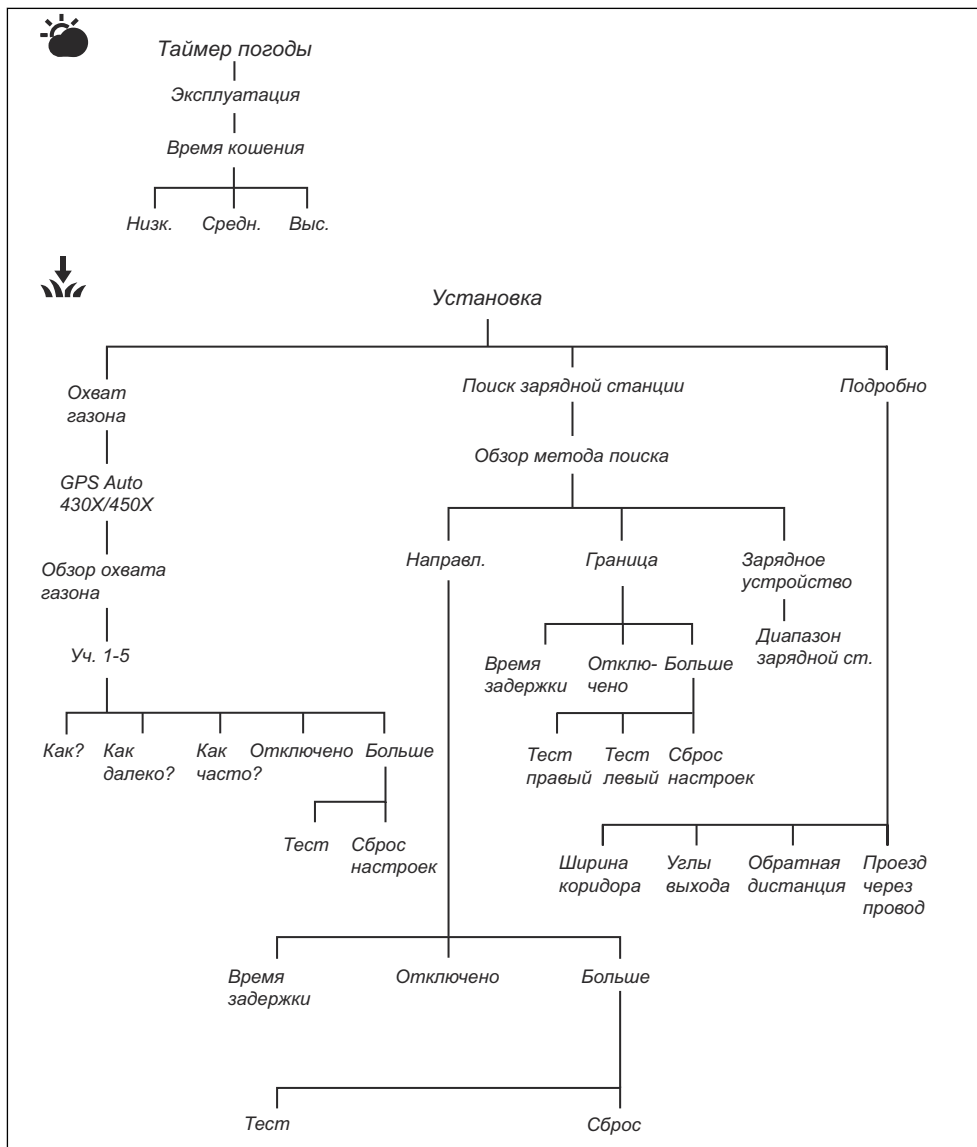 Таймер погоды
Эксплуатация
Время кошения
Низк. Средн. Выс.
Установка
Охват
газона
Поиск зарядной станции
Подробно
Обзор метода поиска
GPS Auto
430X/450X
Направл.
Граница
Зарядное
устройство
Обзор охвата
газона
Диапазон
зарядной ст.
Уч. 1-5
Время
задержки
Отклю-
чено
Больше
Как?
Как
далеко?
Как
часто?
Отключено
Больше
Тест
правый
Тест
левый
Сброс
настроек
Тест
Сброс
настроек
Ширина
коридора
Углы
выхода
Обратная
дистанция
Проезд
через
провод
Время
задержки
Отключено
Больше
Тест
Сброс